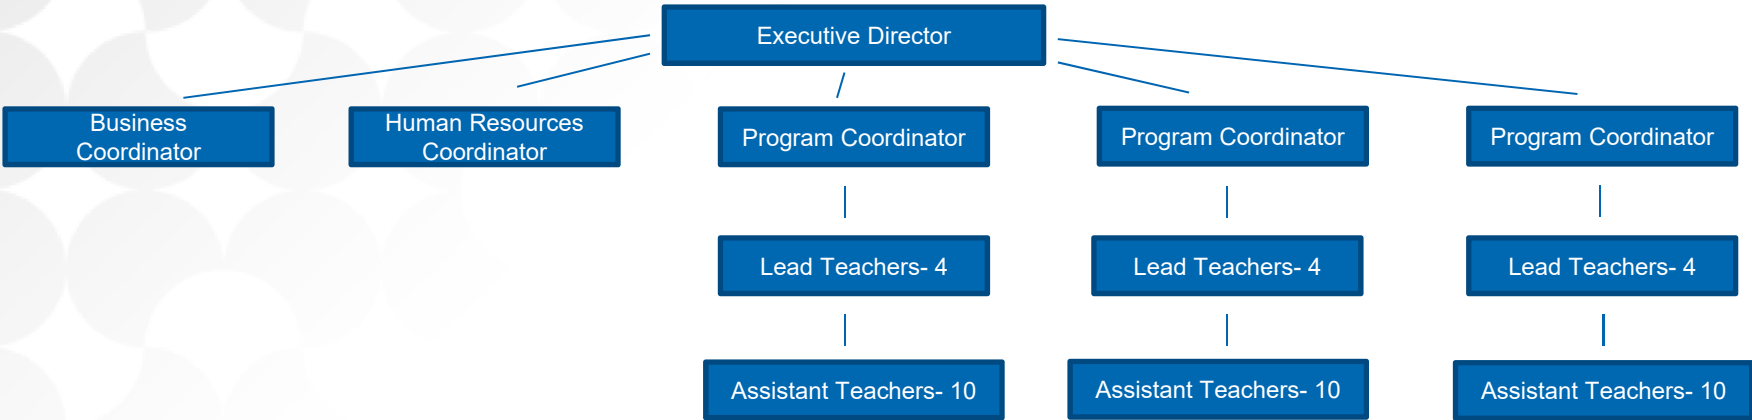 Executive Director
Business
Coordinator
Human Resources
Coordinator
Program Coordinator
Program Coordinator
Program Coordinator
Lead Teachers- 4
Lead Teachers- 4
Lead Teachers- 4
Assistant Teachers- 10
Assistant Teachers- 10
Assistant Teachers- 10